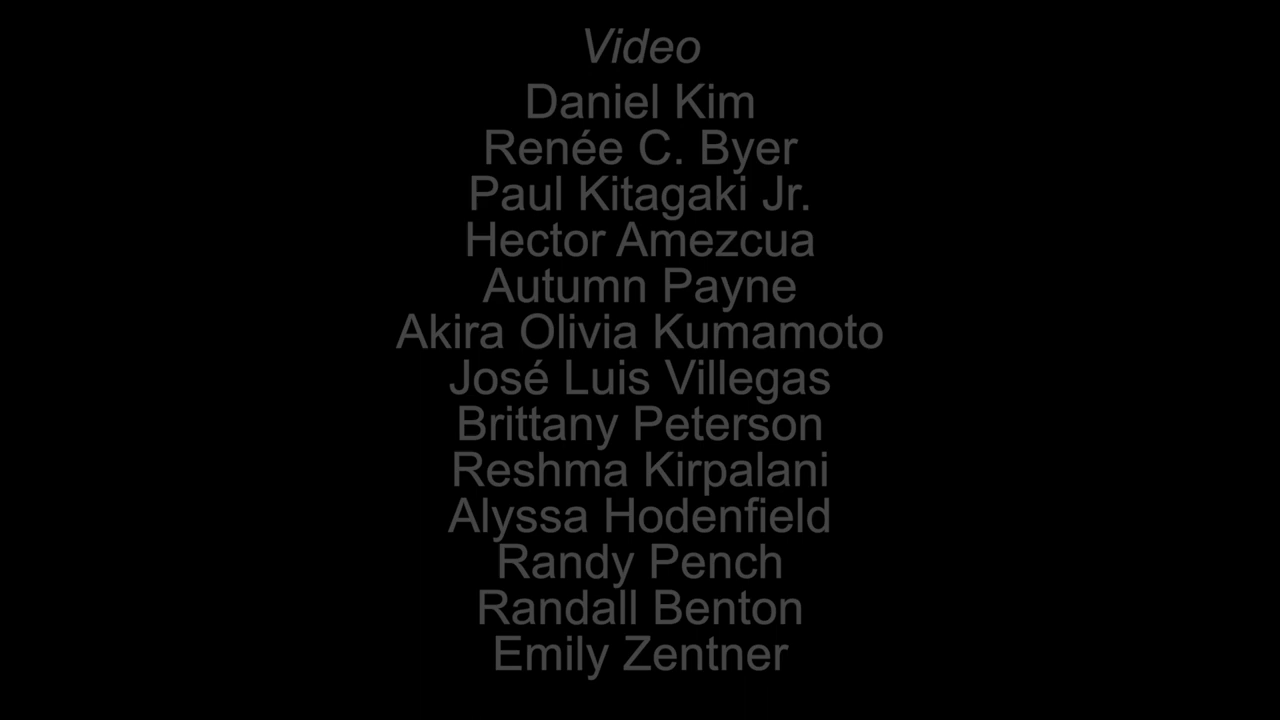 Video
Daniel Kim
Renée C. Byer
Paul Kitagaki Jr.
Hector Amezcua
Autumn Payne
Akira Olivia Kumamoto
José Luis Villegas
Brittany Peterson
Reshma Kirpalani
Alyssa Hodenfield
Randy Pench
Randall Benton
Emily Zentner